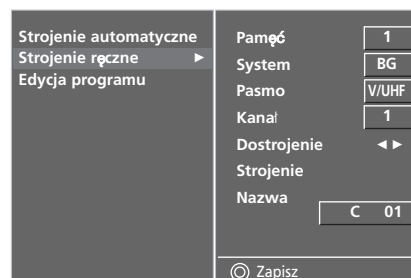 Strojenie automatyczne
Strojenie ręczne ►
Edycja programu
Pamęć 1
System BG
Pasmo V/UHF
Kanał 1
Dostrojenie ◄►
Strojenie
Nazwa
C 01
Zapisz